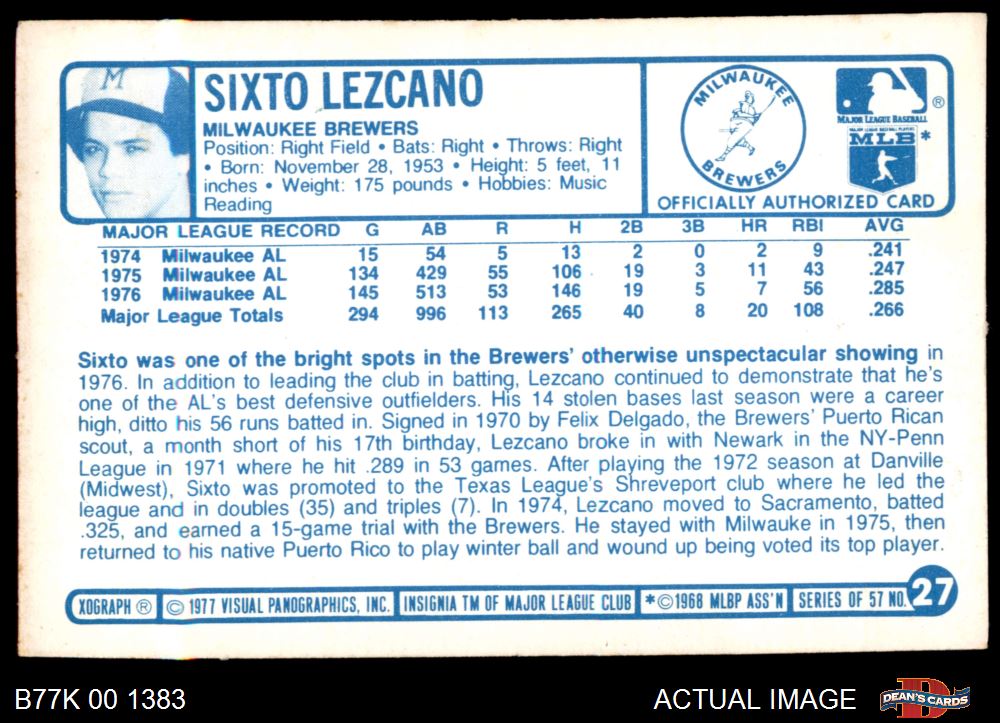 M
SIXTO LEZCANO
MILWAUKEE BREWERS
Position: Right Field • Bats: Right • Throws: Right
• Born: November 28, 1953 • Height: 5 feet, 11
inches • Weight: 175 pounds • Hobbies: Music
Reading
MILWAUKEE
BREWERS
®
MAJOR LEAGUE BASEBALL
MAJOR LEAGUE BASEBALL PLAYERS
MLB *
OFFICIALLY AUTHORIZED CARD
MAJOR LEAGUE RECORD G AB R H 2B 3B HR RBI AVG
1974 Milwaukee AL 15 54 5 13 2 0 2 9 .241
1975 Milwaukee AL 134 429 55 106 19 3 11 43 .247
1976 Milwaukee AL 145 513 53 146 19 5 7 56 .285
Major League Totals 294 996 113 265 40 8 20 108 .266
Sixto was one of the bright spots in the Brewers' otherwise unspectacular showing in
1976. In addition to leading the club in batting, Lezcano continued to demonstrate that he's
one of the AL's best defensive outfielders. His 14 stolen bases last season were a career
high, ditto his 56 runs batted in. Signed in 1970 by Felix Delgado, the Brewers' Puerto Rican
scout, a month short of his 17th birthday, Lezcano broke in with Newark in the NY-Penn
League in 1971 where he hit .289 in 53 games. After playing the 1972 season at Danville
(Midwest), Sixto was promoted to the Texas League's Shreveport club where he led the
league and in doubles (35) and triples (7). In 1974, Lezcano moved to Sacramento, batted
.325, and earned a 15-game trial with the Brewers. He stayed with Milwauke in 1975, then
returned to his native Puerto Rico to play winter ball and wound up being voted its top player.
XOGRAPH ® © 1977 VISUAL PANOGRAPHICS, INC. INSIGNIA TM OF MAJOR LEAGUE CLUB *©1968 MLBP ASS'N SERIES OF 57 NO. 27
B77K 00 1383 ACTUAL IMAGE DEAN'S CARDS